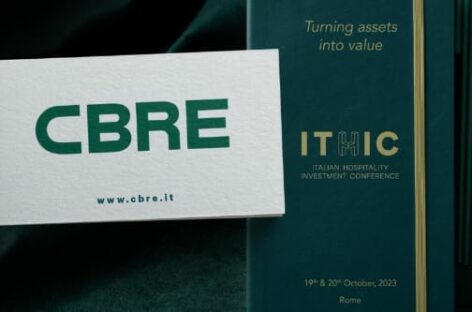 CBRE
www.cbre.it
Turning assets
into value
ITHIC
ITALIAN HOSPITALITY
INVESTMENT CONFERENCE
19th & 20th October, 2023
Rome